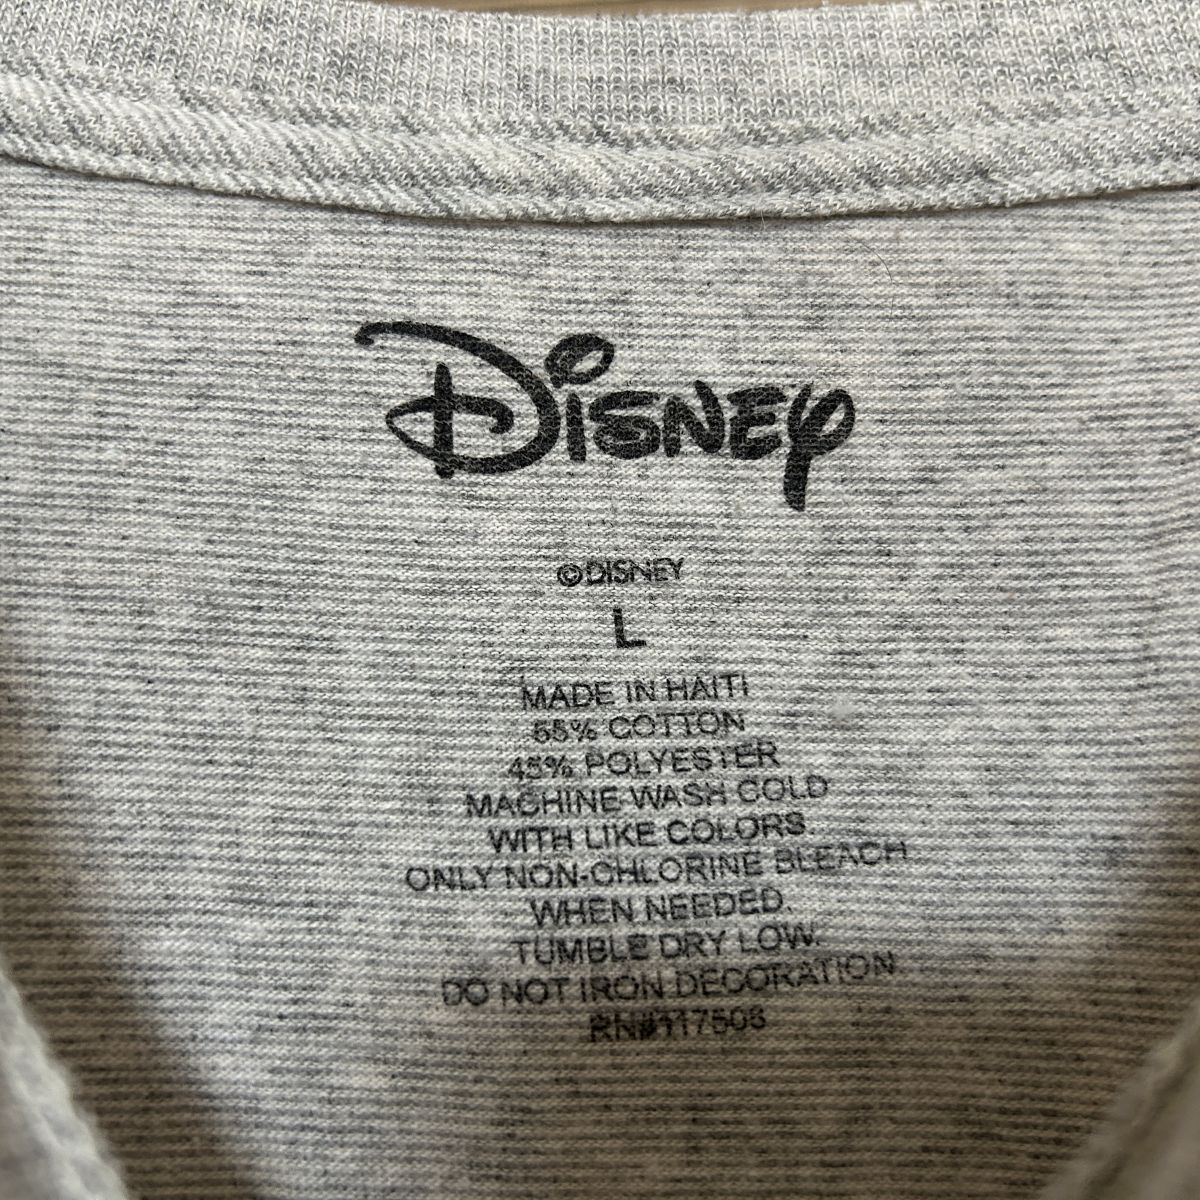 Disney
©DISNEY
L
MADE IN HAITI
55% COTTON
45% POLYESTER
MACHINE WASH COLD
WITH LIKE COLORS.
ONLY NON-CHLORINE BLEACH
WHEN NEEDED.
TUMBLE DRY LOW.
DO NOT IRON DECORATION
RN#117506